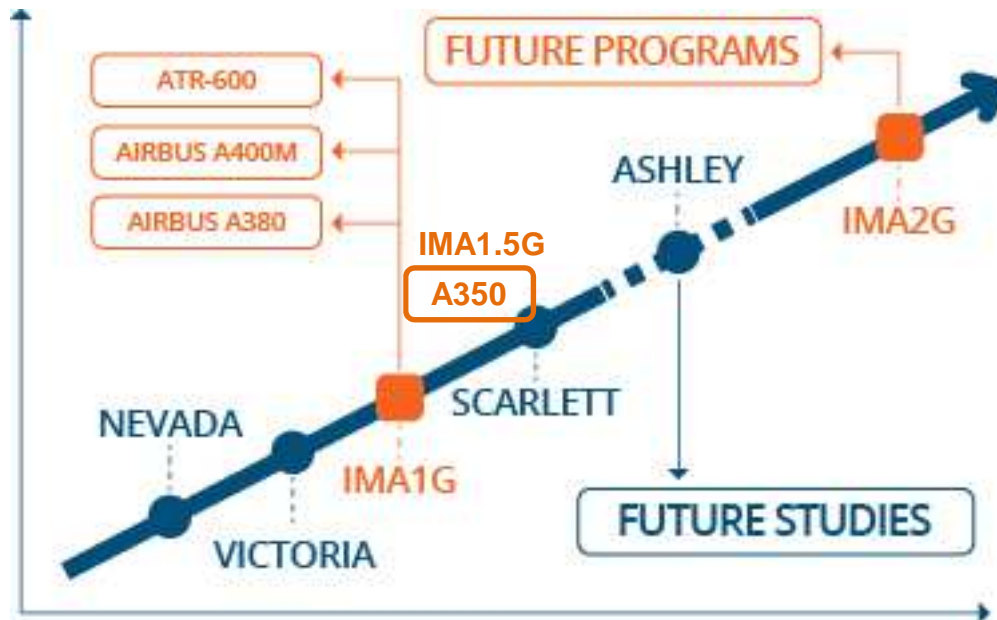 FUTURE PROGRAMS
ATR-600
AIRBUS A400M
AIRBUS A380
ASHLEY
IMA2G
IMA1.5G
A350
SCARLETT
NEVADA
IMA1G
VICTORIA
FUTURE STUDIES